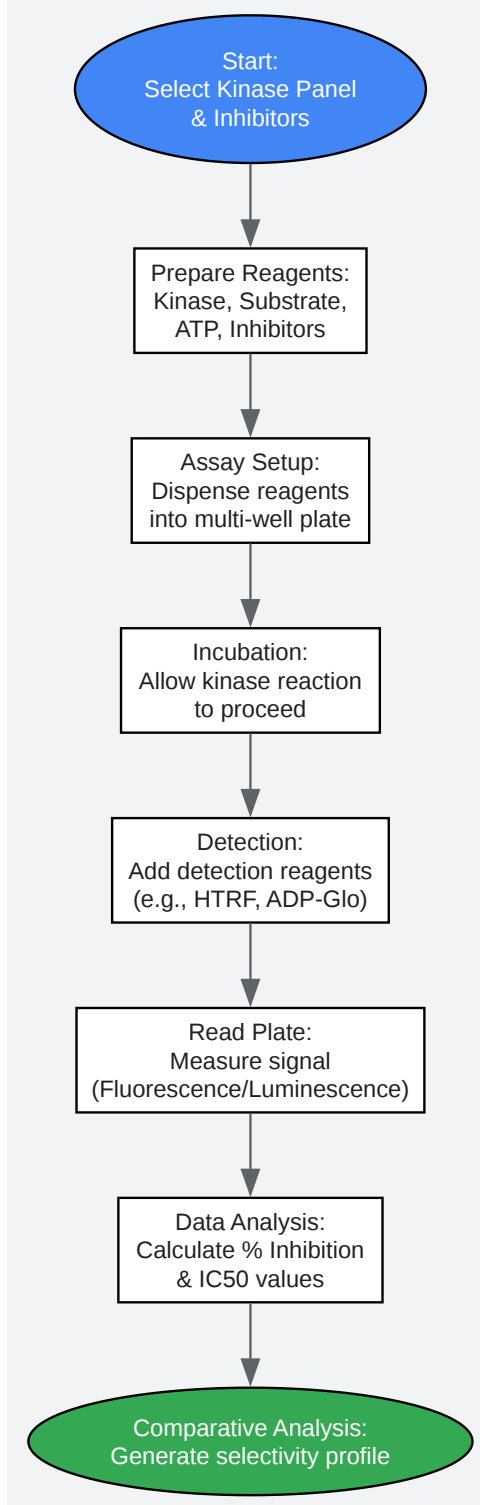 Start:
Select Kinase Panel
& Inhibitors
Prepare Reagents:
Kinase, Substrate,
ATP, Inhibitors
Assay Setup:
Dispense reagents
into multi-well plate
Incubation:
Allow kinase reaction
to proceed
Detection:
Add detection reagents
(e.g., HTRF, ADP-Glo)
Read Plate:
Measure signal
(Fluorescence/Luminescence)
Data Analysis:
Calculate % Inhibition
& IC50 values
Comparative Analysis:
Generate selectivity profile